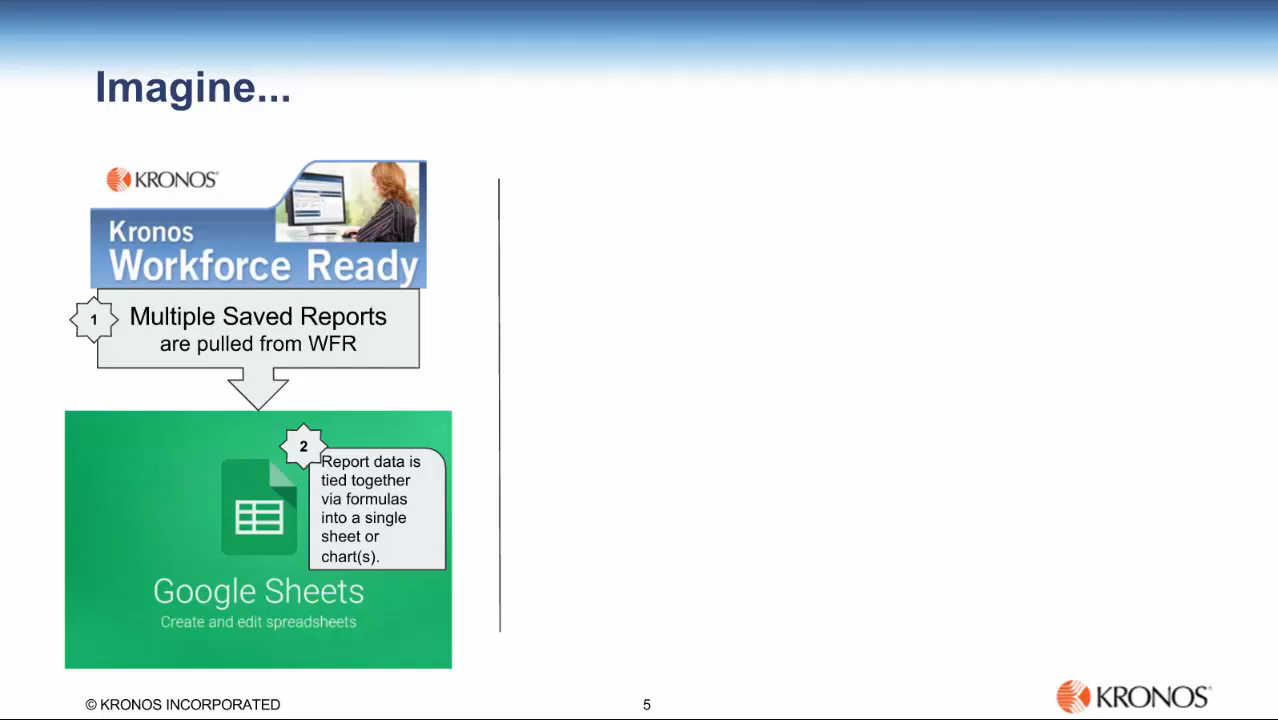 Imagine...
KRONOS®
Kronos
Workforce Ready
1
Multiple Saved Reports
are pulled from WFR
2
Report data is
tied together
via formulas
into a single
sheet or
chart(s).
Google Sheets
Create and edit spreadsheets
© KRONOS INCORPORATED
5
KRONOS®